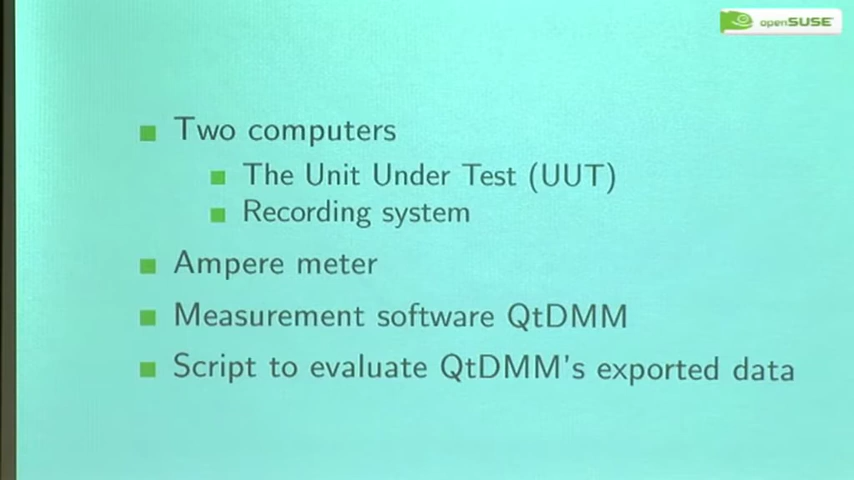 openSUSE
Two computers
The Unit Under Test (UUT)
Recording system
Ampere meter
Measurement software QtDMM
Script to evaluate QtDMM's exported data